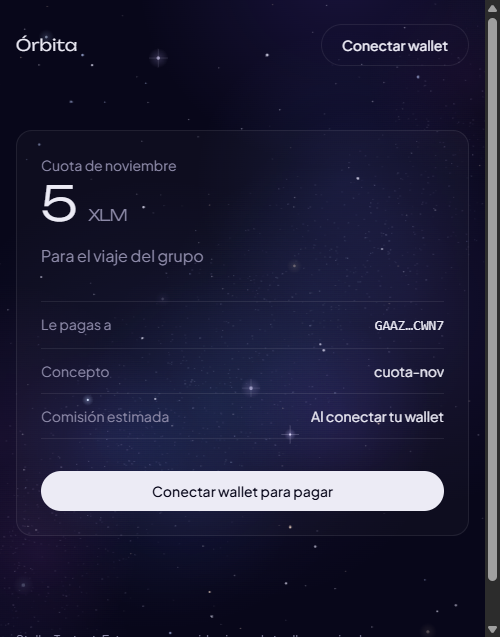 Órbita
Conectar wallet
Cuota de noviembre
5 XLM
Para el viaje del grupo
Le pagas a GAAZ…CWN7
Concepto cuota-nov
Comisión estimada Al conectar tu wallet
Conectar wallet para pagar